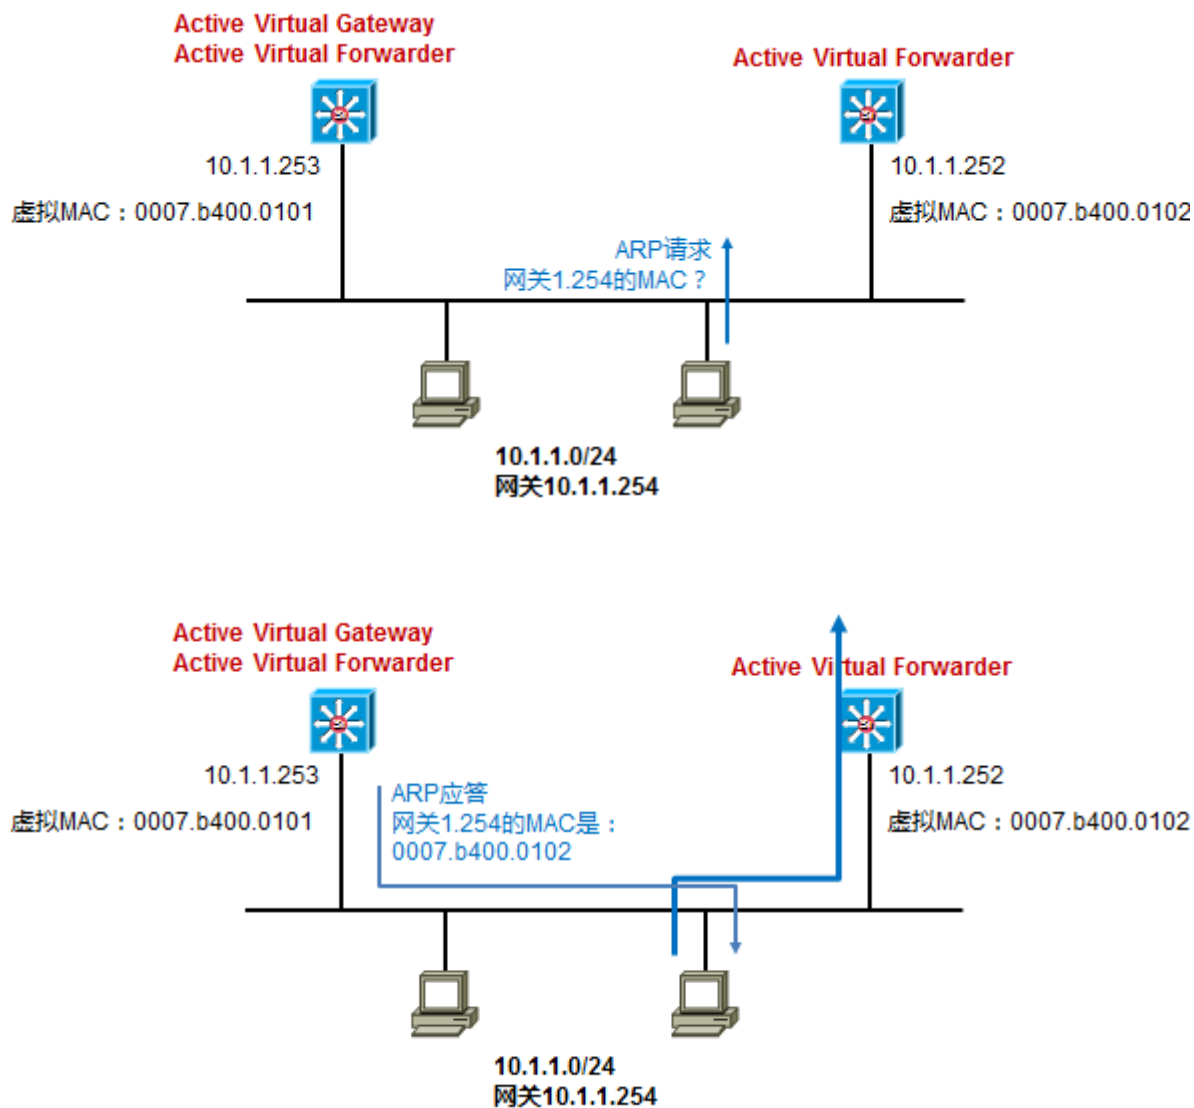 Active Virtual Gateway
Active Virtual Forwarder
Active Virtual Forwarder
10.1.1.253
10.1.1.252
虚拟MAC：0007.b400.0101
虚拟MAC：0007.b400.0102
ARP请求
网关1.254的MAC？
10.1.1.0/24
网关10.1.1.254
Active Virtual Gateway
Active Virtual Forwarder
Active Virtual Forwarder
10.1.1.253
10.1.1.252
虚拟MAC：0007.b400.0101
虚拟MAC：0007.b400.0102
ARP应答
网关1.254的MAC是：
0007.b400.0102
10.1.1.0/24
网关10.1.1.254